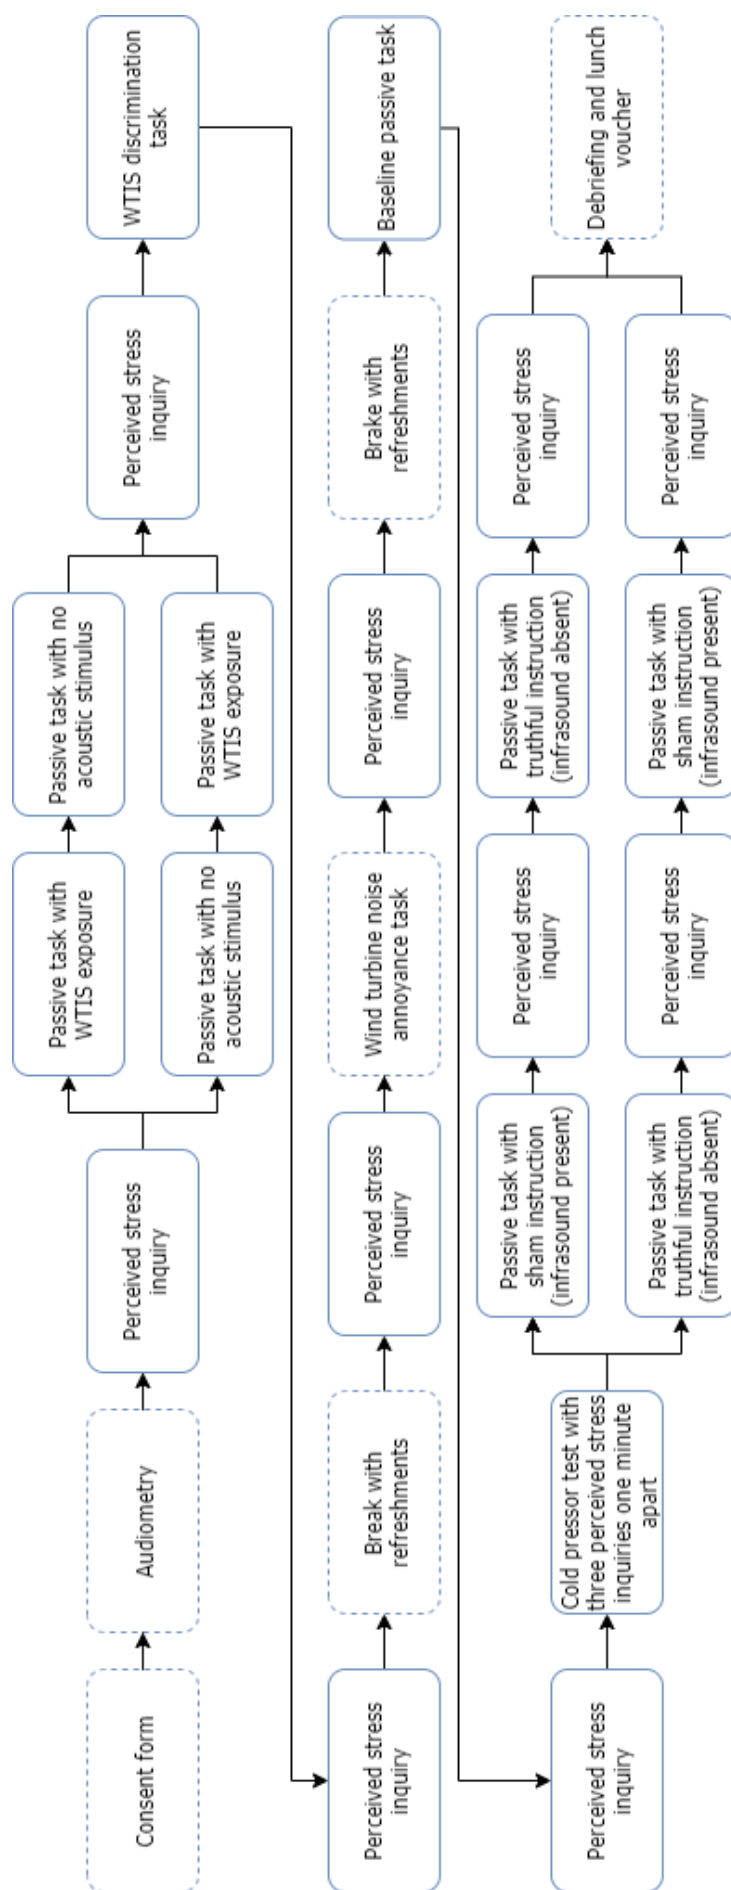 Consent form
Audiometry
Perceived stress
inquiry
Passive task with
WTIS exposure
Passive task with no
acoustic stimulus
Passive task with no
acoustic stimulus
Passive task with
WTIS exposure
Perceived stress
inquiry
WTIS discrimination
task
Perceived stress
inquiry
Break with
refreshments
Perceived stress
inquiry
Wind turbine noise
annoyance task
Perceived stress
inquiry
Brake with
refreshments
Baseline passive task
Perceived stress
inquiry
Cold pressor test with
three perceived stress
inquiries one minute
apart
Passive task with
sham instruction
(infrasound present)
Perceived stress
inquiry
Passive task with
truthful instruction
(infrasound absent)
Perceived stress
inquiry
Passive task with
truthful instruction
(infrasound absent)
Perceived stress
inquiry
Passive task with
sham instruction
(infrasound present)
Perceived stress
inquiry
Debriefing and lunch
voucher